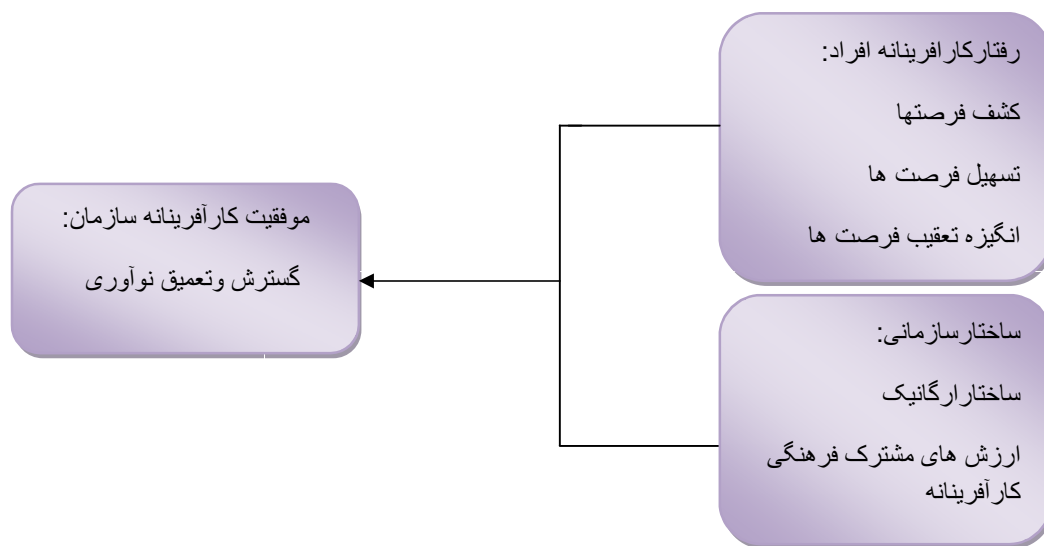 رفتارکارافرینانه افراد:
کشف فرصتها
تسهیل فرصت ها
انگیزه تعقیب فرصت ها
موفقیت کارآفرینانه سازمان:
گسترش وتعمیق نوآوری
ساختارسازمانی:
ساختارارگانیک
ارزش های مشترک فرهنگی
کارآفرینانه